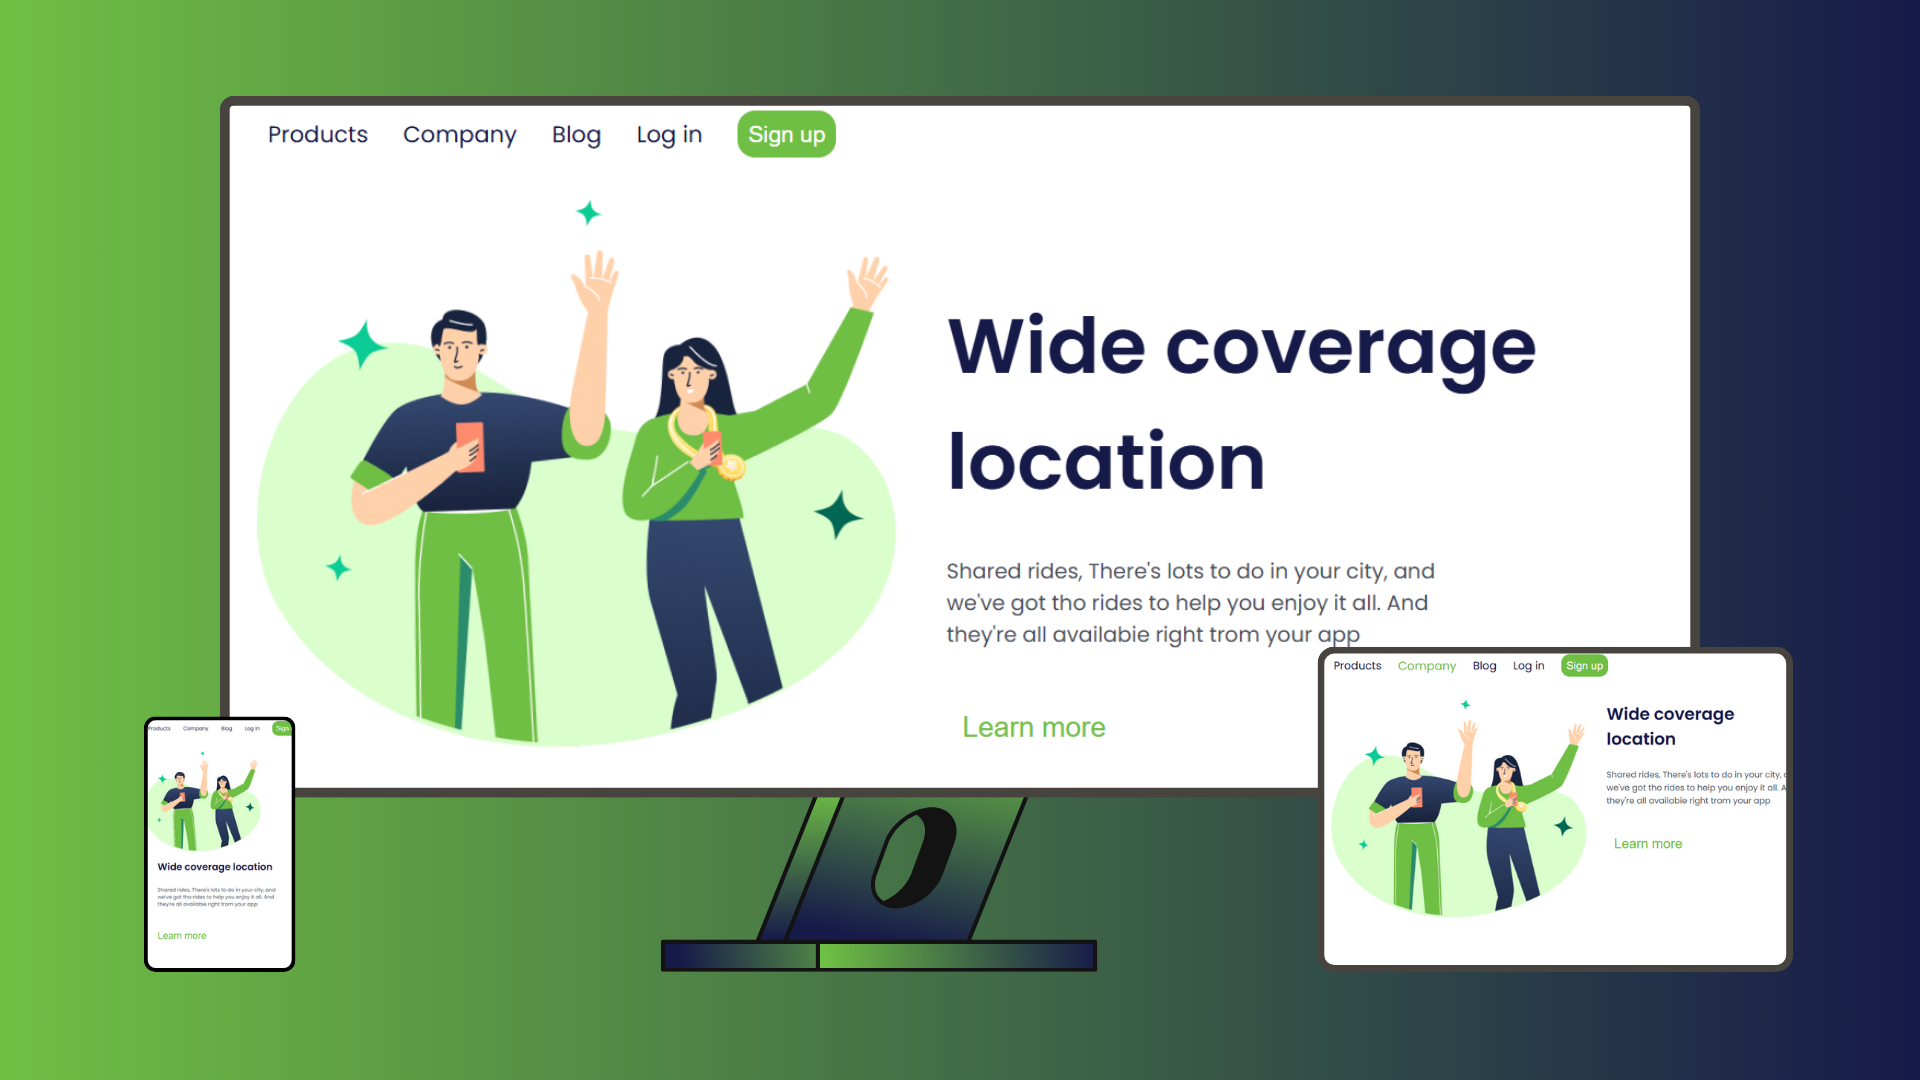 Products Company Blog Log in Sign up
Wide coverage
location
Shared rides, There's lots to do in your city, and
we've got tho rides to help you enjoy it all. And
they're all availabie right trom your app
Learn more
Products Company Blog Log in Sign
Wide coverage location
Shared rides, There's lots to do in your city, and
we've got tho rides to help you enjoy it all. And
they're all availabie right trom your app
Learn more
Products Company Blog Log in Sign up
Wide coverage
location
Shared rides, There's lots to do in your city,
we've got tho rides to help you enjoy it all. A
they're all availabie right trom your app
Learn more